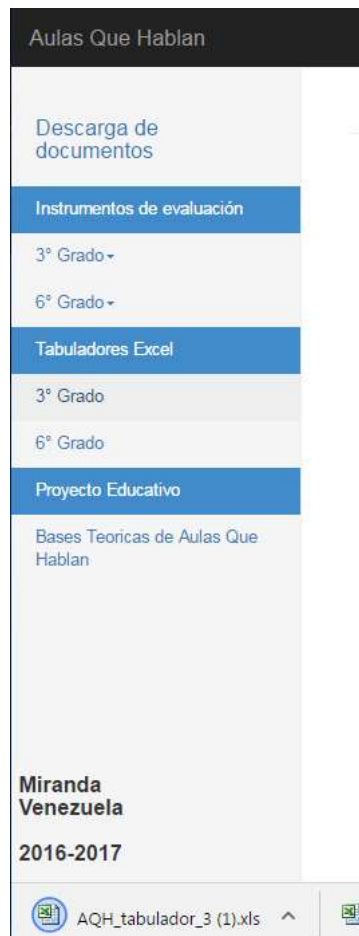 Aulas Que Hablan
Descarga de
documentos
Instrumentos de evaluación
3° Grado
6° Grado
Tabuladores Excel
3° Grado
6° Grado
Proyecto Educativo
Bases Teoricas de Aulas Que
Hablan
Miranda
Venezuela
2016-2017
AQH_tabulador_3 (1).xls